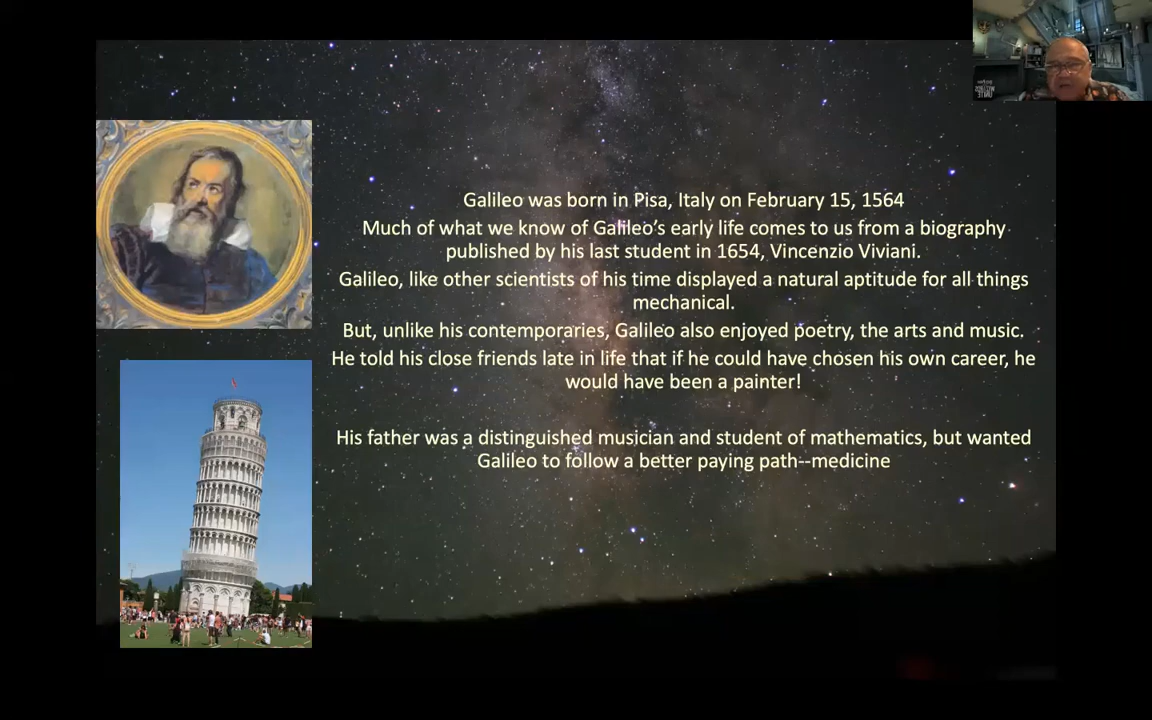 Galileo was born in Pisa, Italy on February 15, 1564
Much of what we know of Galileo's early life comes to us from a biography
published by his last student in 1654, Vincenzio Viviani.
Galileo, like other scientists of his time displayed a natural aptitude for all things
mechanical.
But, unlike his contemporaries, Galileo also enjoyed poetry, the arts and music.
He told his close friends late in life that if he could have chosen his own career, he
would have been a painter!
His father was a distinguished musician and student of mathematics, but wanted
Galileo to follow a better paying path--medicine